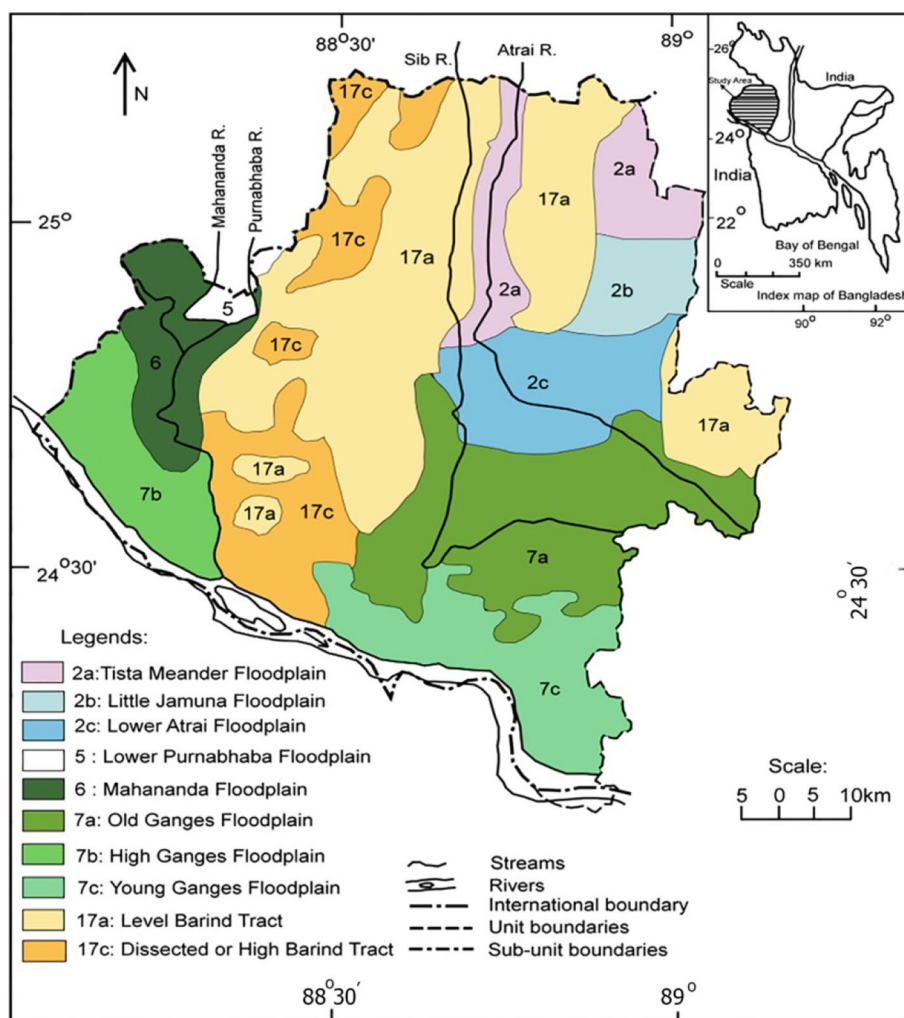 88°30'
89°
Sib R.
Atrai R.
N
Mahananda R.
Purnabhaba R.
25°
24°30'
24°30'
17c
17c
17a
17c
17a
2a
17a
2a
2b
5
6
17c
2c
17a
7b
17a
17a
17c
7a
7c
26°
Study Area
India
24°
India
22°
Bay of Bengal
0 350 km
Scale
Index map of Bangladesh
90° 92°
Legends:
2a:Tista Meander Floodplain
2b: Little Jamuna Floodplain
2c: Lower Atrai Floodplain
5 : Lower Purnabhaba Floodplain
6 : Mahananda Floodplain
7a: Old Ganges Floodplain
7b: High Ganges Floodplain
7c: Young Ganges Floodplain
17a: Level Barind Tract
17c: Dissected or High Barind Tract
Streams
Rivers
International boundary
Unit boundaries
Sub-unit boundaries
Scale:
5 0 5 10km
88°30'
89°